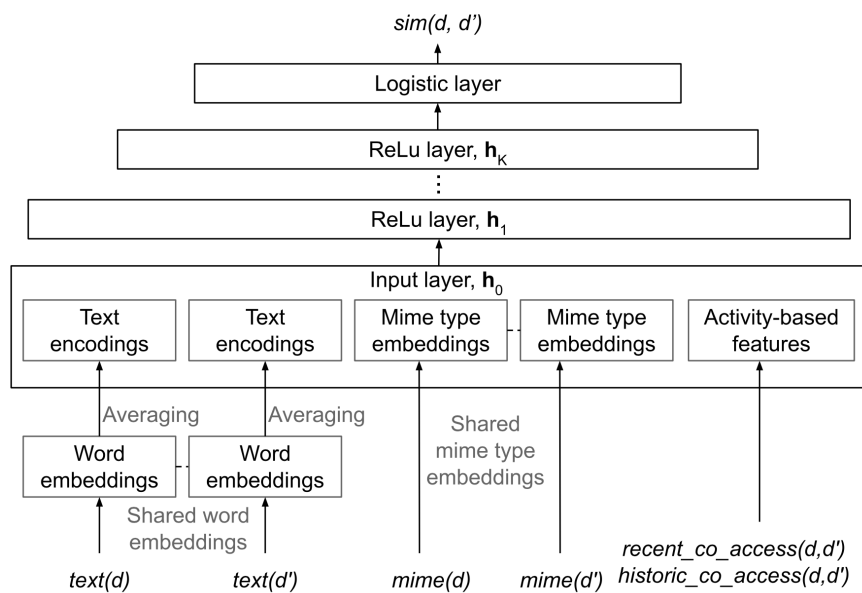 sim(d, d’)
Logistic layer
ReLu layer, h_K
⋮
ReLu layer, h_1
Input layer, h_0
Text
encodings
Text
encodings
Mime type
embeddings
Mime type
embeddings
Activity-based
features
Averaging
Averaging
Shared
mime type
embeddings
Word
embeddings
Word
embeddings
Shared word
embeddings
text(d)
text(d')
mime(d)
mime(d')
recent_co_access(d,d')
historic_co_access(d,d')